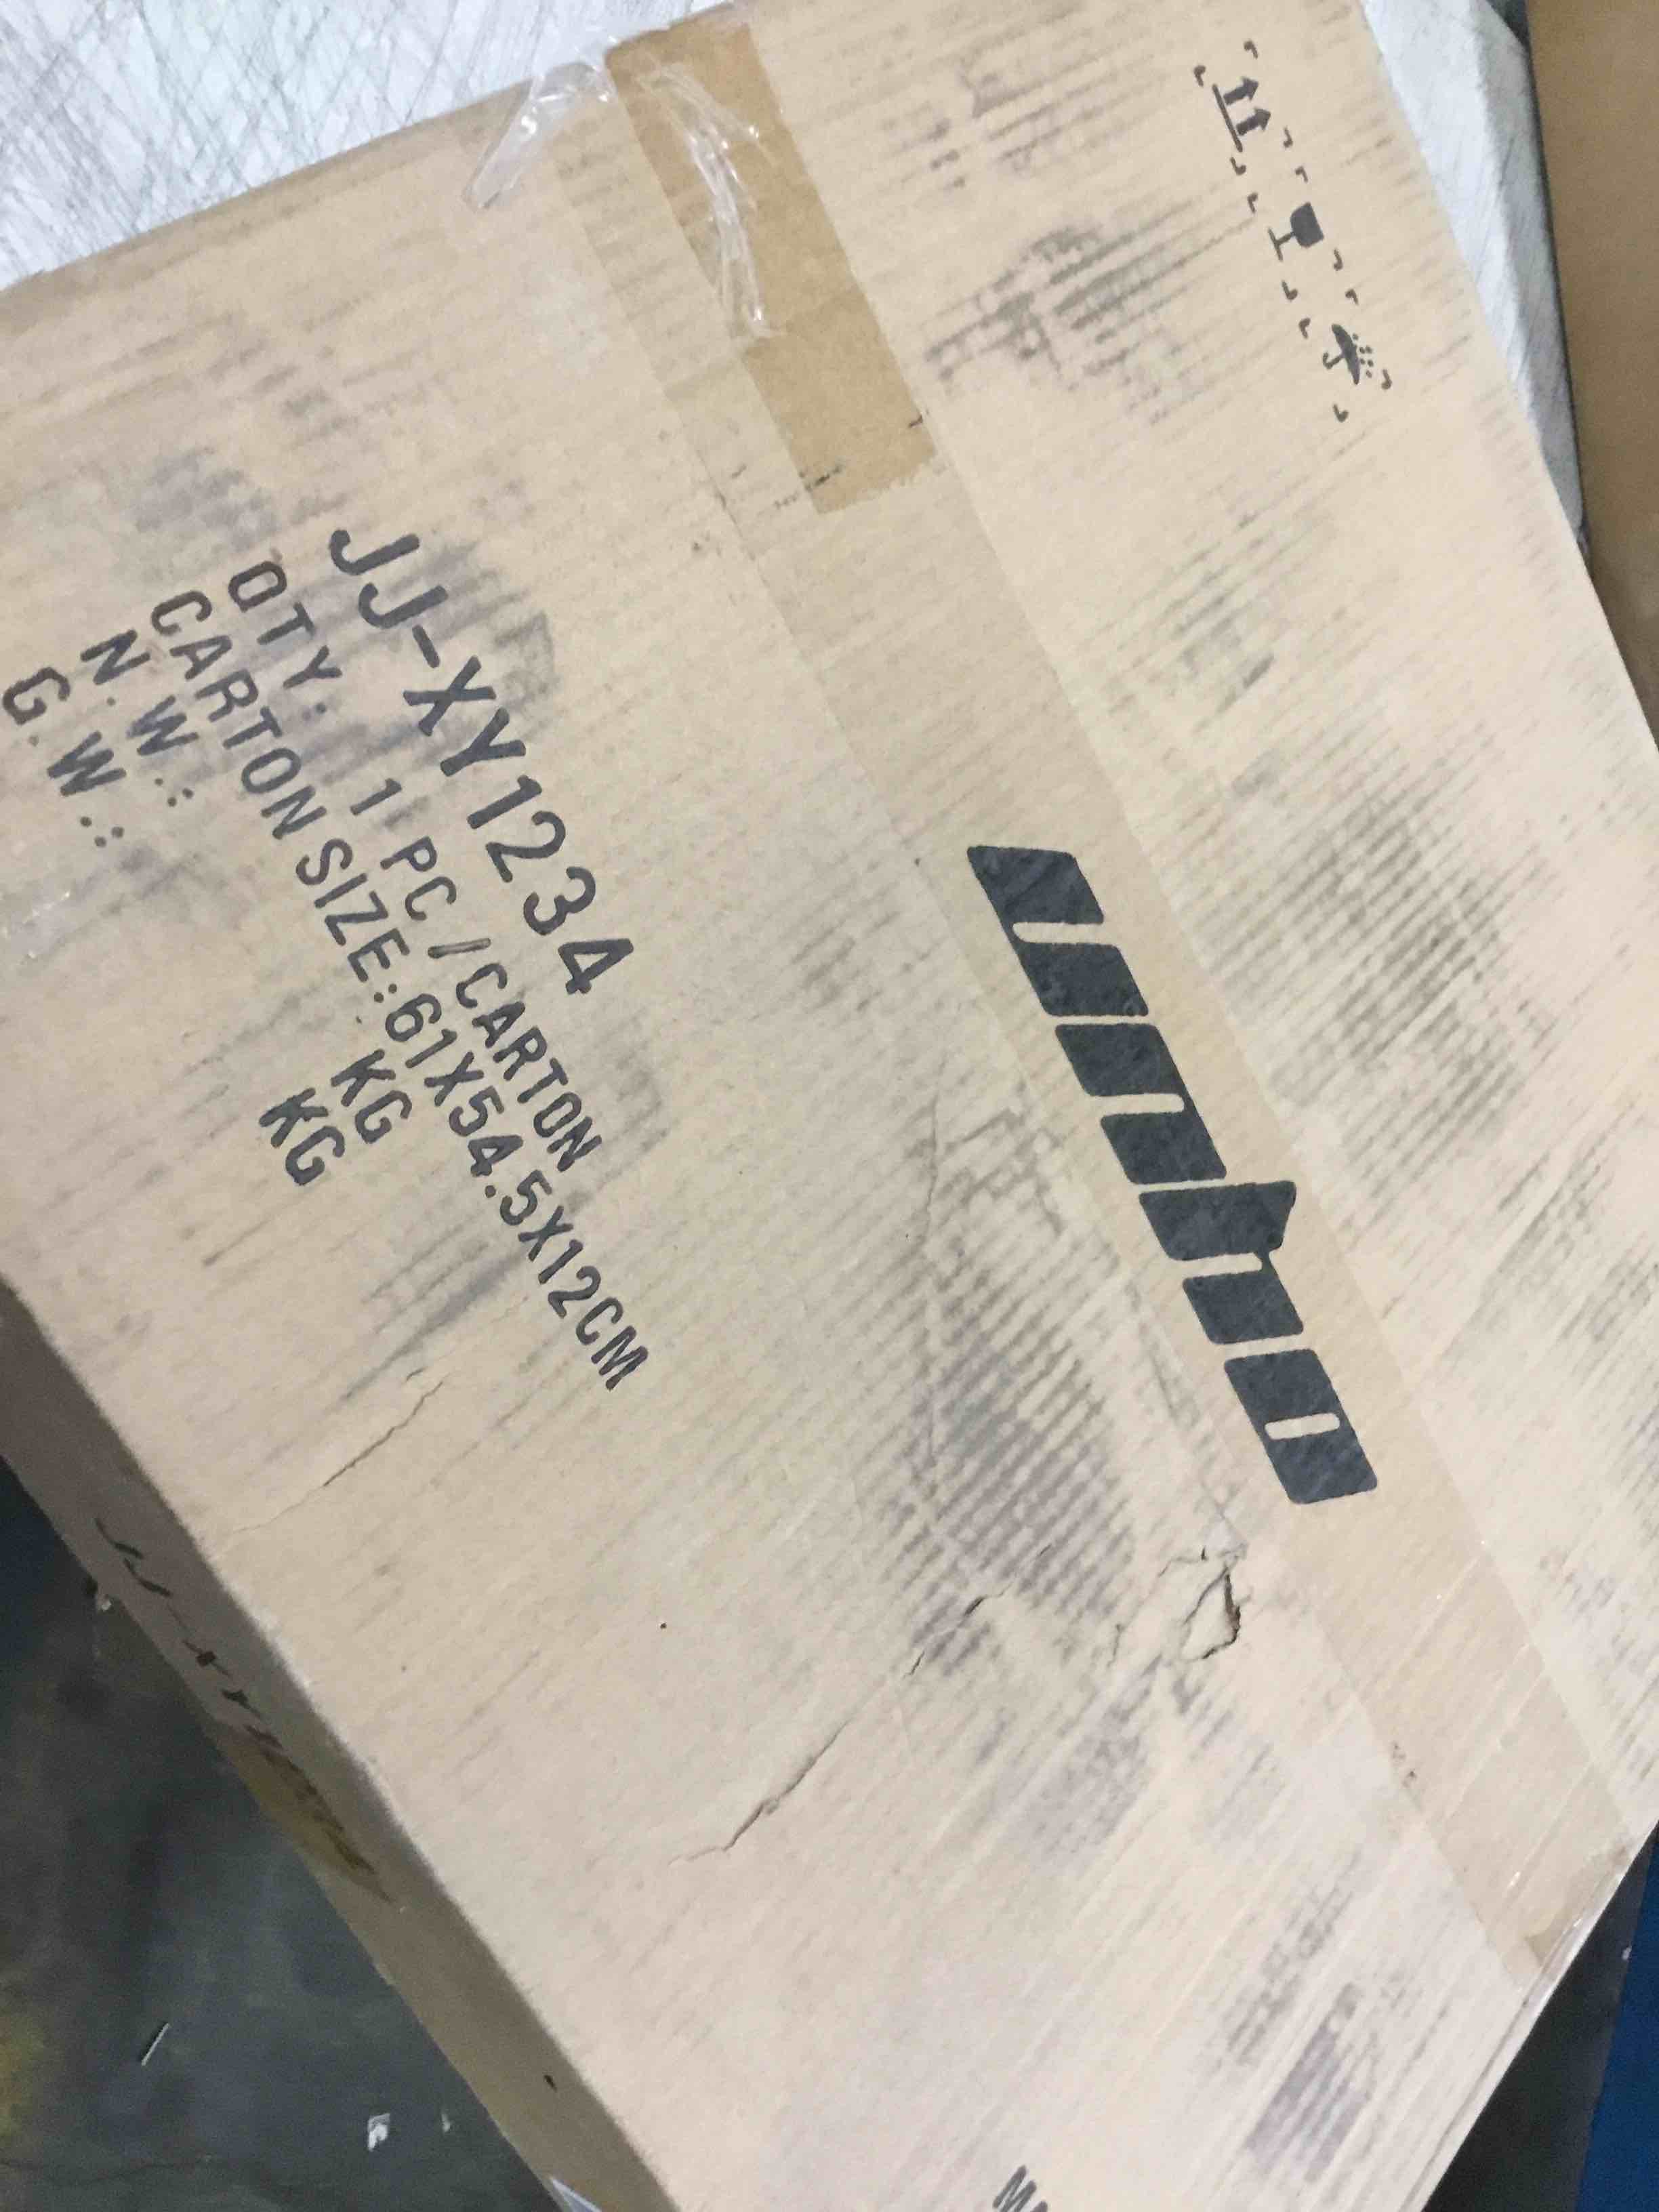 JJ-XY1234
QTY: 1 PC / CARTON
CARTON SIZE:61X54.5X12CM
N.W.: KG
G.W.: KG